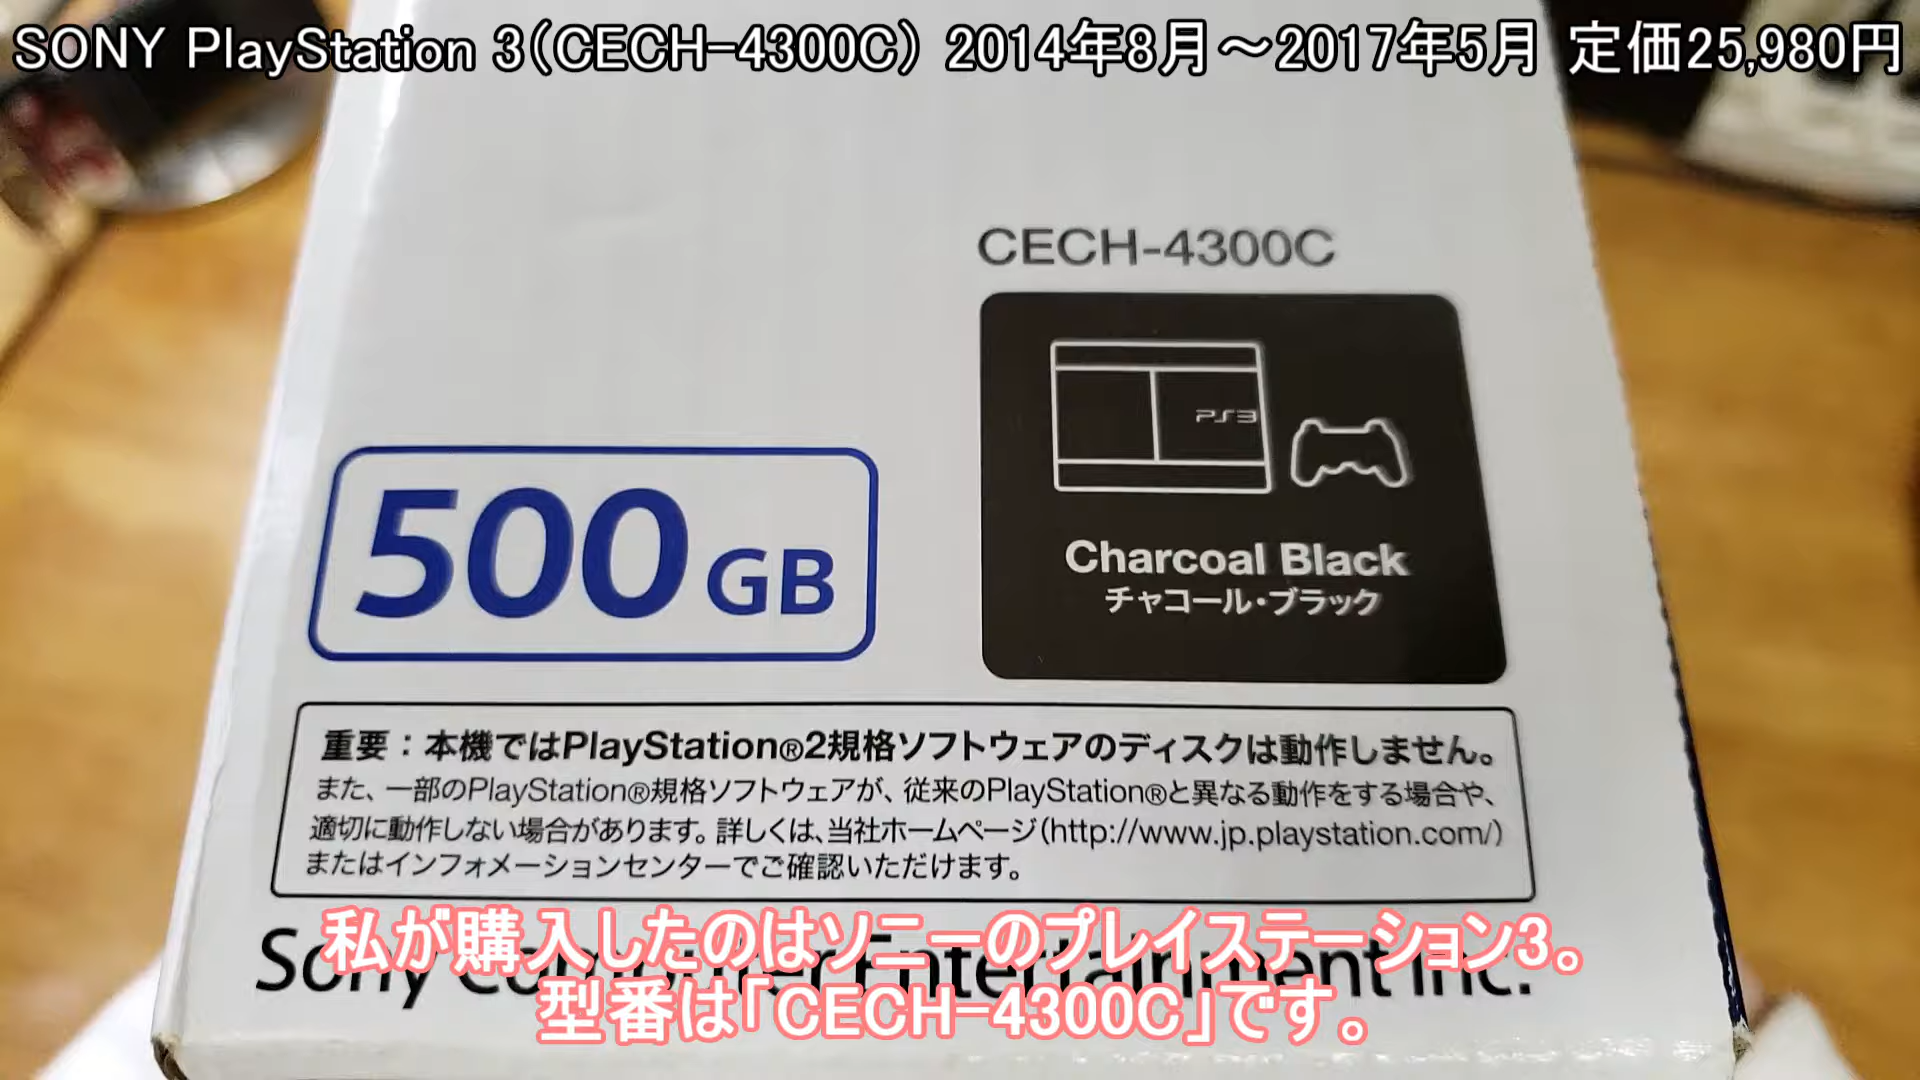 SONY PlayStation 3(CECH-4300C) 2014年8月～2017年5月 定価25,980円
CECH-4300C
PS3
500GB
Charcoal Black
チャコール・ブラック
重要：本機ではPlayStation®2規格ソフトウェアのディスクは動作しません。
また、一部のPlayStation®規格ソフトウェアが、従来のPlayStation®と異なる動作をする場合や、
適切に動作しない場合があります。詳しくは、当社ホームページ(http://www.jp.playstation.com/)
またはインフォメーションセンターでご確認いただけます。
私が購入したのはソニーのプレイステーション3。
Sony Computer Entertainment Inc.
型番は「CECH-4300C」です。